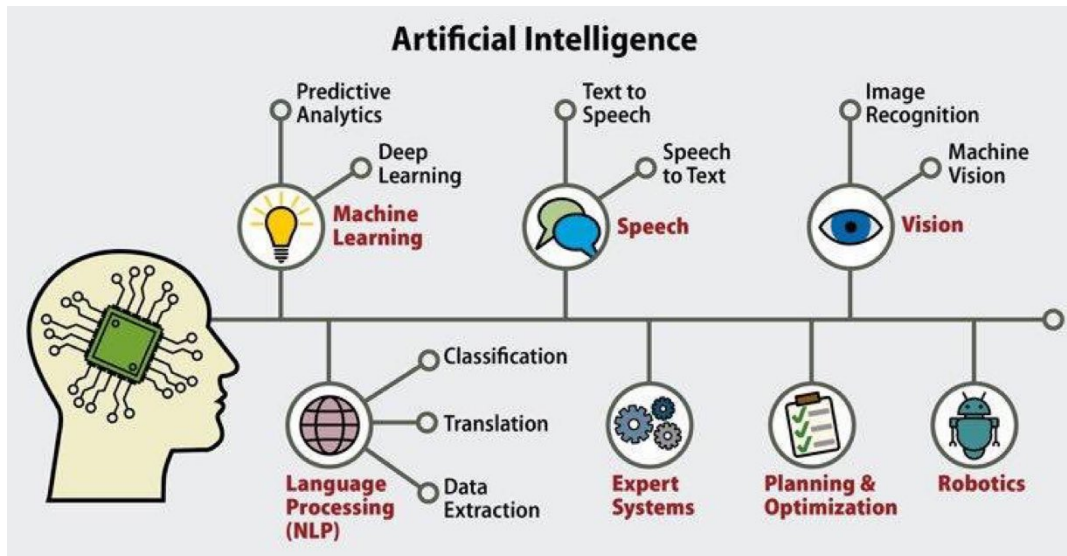 Artificial Intelligence
Predictive
Analytics
Deep
Learning
Machine
Learning
Text to
Speech
Speech
to Text
Speech
Image
Recognition
Machine
Vision
Vision
Classification
Translation
Data
Extraction
Language
Processing
(NLP)
Expert
Systems
Planning &
Optimization
Robotics